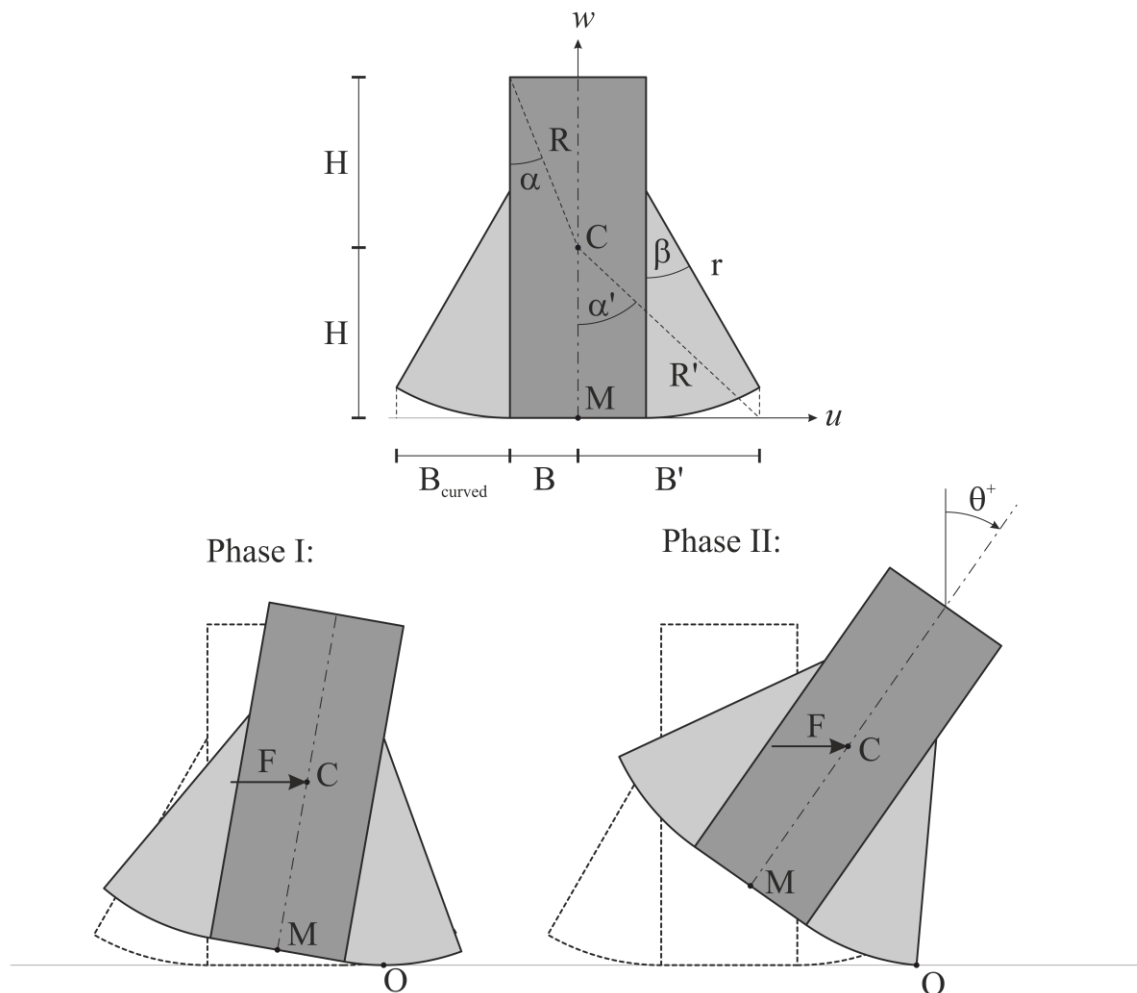 w
H
R
α
C
β
r
α'
H
R'
M
u
B_curved
B
B'
θ⁺
Phase I:
Phase II:
F
C
F
C
M
M
O
O